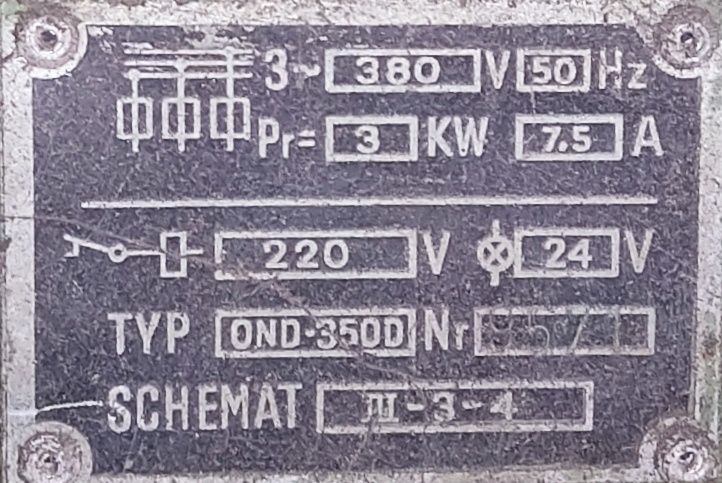 3~ 380 V 50 Hz
Pr= 3 KW 7.5 A
220 V 24 V
TYP OND-350D Nr
SCHEMAT III-3-4